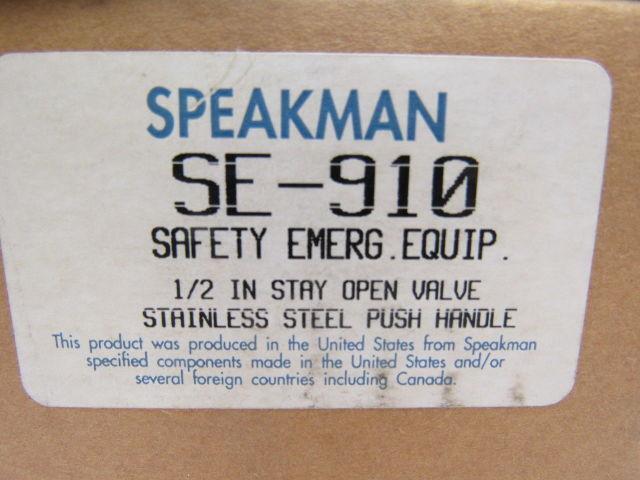 SPEAKMAN
SE-910
SAFETY EMERG.EQUIP.
1/2 IN STAY OPEN VALVE
STAINLESS STEEL PUSH HANDLE
This product was produced in the United States from Speakman
specified components made in the United States and/or
several foreign countries including Canada.